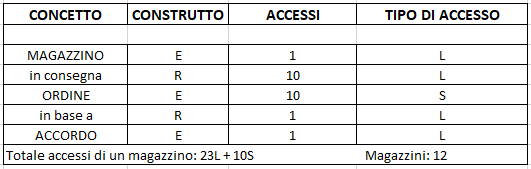 CONCETTO COSTRUTTO ACCESSI TIPO DI ACCESSO
MAGAZZINO E 1 L
in consegna R 10 L
ORDINE E 10 S
in base a R 1 L
ACCORDO E 1 L
Totale accessi di un magazzino: 23L + 10S Magazzini: 12